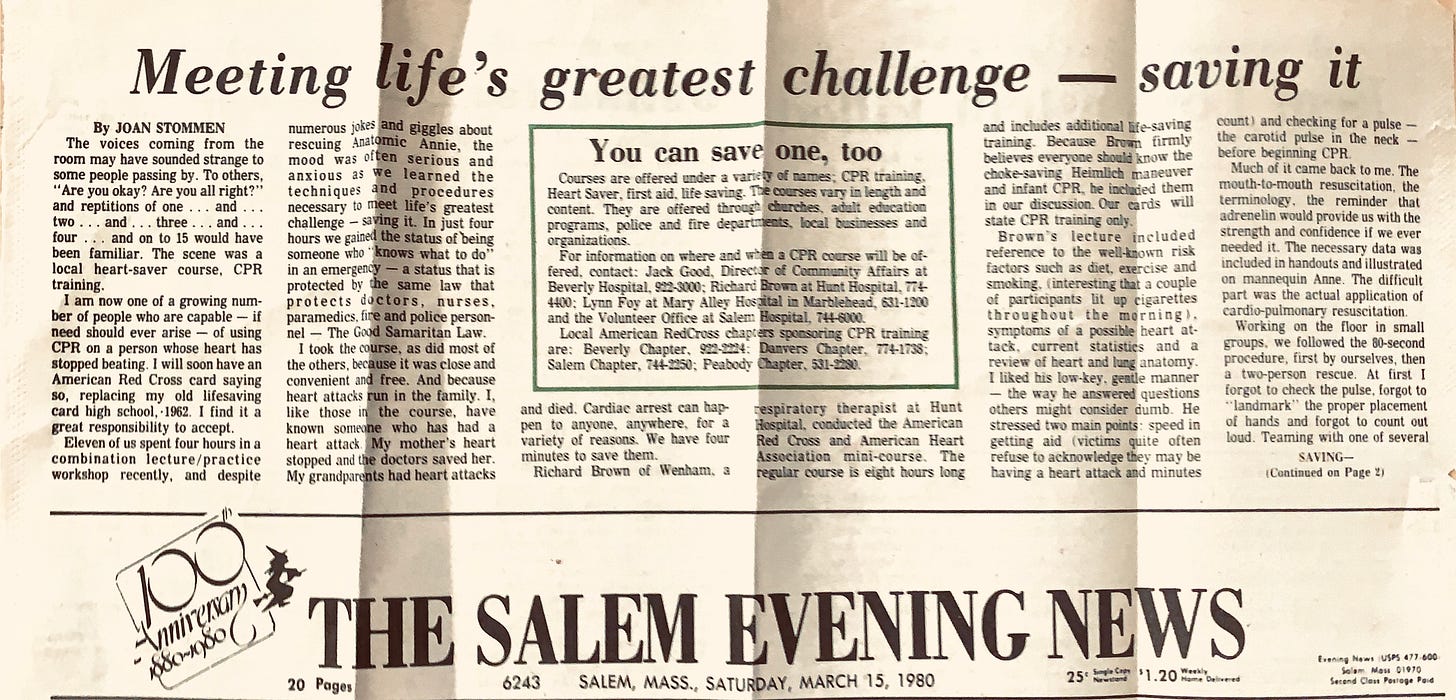 Meeting life's greatest challenge — saving it
By JOAN STOMMEN
The voices coming from the
room may have sounded strange to
some people passing by. To others,
"Are you okay? Are you all right?"
and reptitions of one . . . and . . .
two . . . and . . . three . . . and . . .
four . . . and on to 15 would have
been familiar. The scene was a
local heart-saver course, CPR
training.
I am now one of a growing num-
ber of people who are capable — if
need should ever arise — of using
CPR on a person whose heart has
stopped beating. I will soon have an
American Red Cross card saying
so, replacing my old lifesaving
card high school, 1962. I find it a
great responsibility to accept.
Eleven of us spent four hours in a
combination lecture/practice
workshop recently, and despite
numerous jokes and giggles about
rescuing Anatomic Annie, the
mood was often serious and
anxious as we learned the
techniques and procedures
necessary to meet life's greatest
challenge – saving it. In just four
hours we gained the status of being
someone who "knows what to do"
in an emergency — a status that is
protected by the same law that
protects doctors, nurses,
paramedics, fire and police person-
nel — The Good Samaritan Law.
I took the course, as did most of
the others, because it was close and
convenient and free. And because
heart attacks run in the family. I,
like those in the course, have
known someone who has had a
heart attack. My mother's heart
stopped and the doctors saved her.
My grandparents had heart attacks
You can save one, too
Courses are offered under a variety of names; CPR training,
Heart Saver, first aid, life saving. The courses vary in length and
content. They are offered through churches, adult education
programs, police and fire departments, local businesses and
organizations.
For information on where and when a CPR course will be of-
fered, contact: Jack Good, Director of Community Affairs at
Beverly Hospital, 922-3000; Richard Brown at Hunt Hospital, 774-
4400; Lynn Foy at Mary Alley Hospital in Marblehead, 631-1200
and the Volunteer Office at Salem Hospital, 744-6000.
Local American RedCross chapters sponsoring CPR training
are: Beverly Chapter, 922-2224; Danvers Chapter, 774-1738;
Salem Chapter, 744-2250; Peabody Chapter, 531-2280.
and died. Cardiac arrest can hap-
pen to anyone, anywhere, for a
variety of reasons. We have four
minutes to save them.
Richard Brown of Wenham, a
respiratory therapist at Hunt
Hospital, conducted the American
Red Cross and American Heart
Association mini-course. The
regular course is eight hours long
and includes additional life-saving
training. Because Brown firmly
believes everyone should know the
choke-saving Heimlich maneuver
and infant CPR, he included them
in our discussion. Our cards will
state CPR training only.
Brown's lecture included
reference to the well-known risk
factors such as diet, exercise and
smoking, (interesting that a couple
of participants lit up cigarettes
throughout the morning),
symptoms of a possible heart at-
tack, current statistics and a
review of heart and lung anatomy.
I liked his low-key, gentle manner
— the way he answered questions
others might consider dumb. He
stressed two main points: speed in
getting aid (victims quite often
refuse to acknowledge they may be
having a heart attack and minutes
count) and checking for a pulse —
the carotid pulse in the neck —
before beginning CPR.
Much of it came back to me. The
mouth-to-mouth resuscitation, the
terminology, the reminder that
adrenelin would provide us with the
strength and confidence if we ever
needed it. The necessary data was
included in handouts and illustrated
on mannequin Anne. The difficult
part was the actual application of
cardio-pulmonary resuscitation.
Working on the floor in small
groups, we followed the 80-second
procedure, first by ourselves, then
a two-person rescue. At first I
forgot to check the pulse, forgot to
"landmark" the proper placement
of hands and forgot to count out
loud. Teaming with one of several
SAVING—
(Continued on Page 2)
100
Anniversary
1880-1980
THE SALEM EVENING NEWS
20 Pages
6243 SALEM, MASS., SATURDAY, MARCH 15, 1980
25¢ Single Copy Newsstand $1.20 Weekly Home Delivered
Evening News (USPS 477-600)
Salem Mass 01970
Second Class Postage Paid